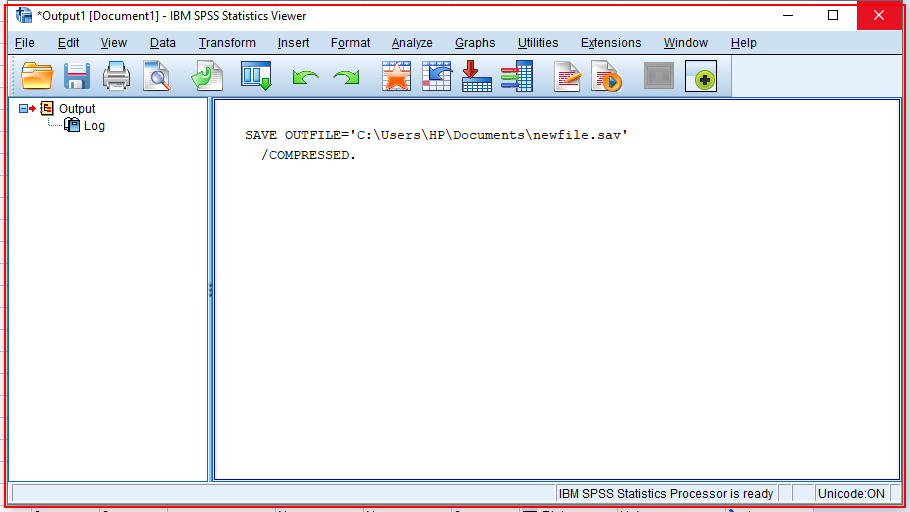 *Output1 [Document1] - IBM SPSS Statistics Viewer
File Edit View Data Transform Insert Format Analyze Graphs Utilities Extensions Window Help
Output
Log
SAVE OUTFILE='C:\Users\HP\Documents\newfile.sav'
/COMPRESSED.
IBM SPSS Statistics Processor is ready Unicode:ON